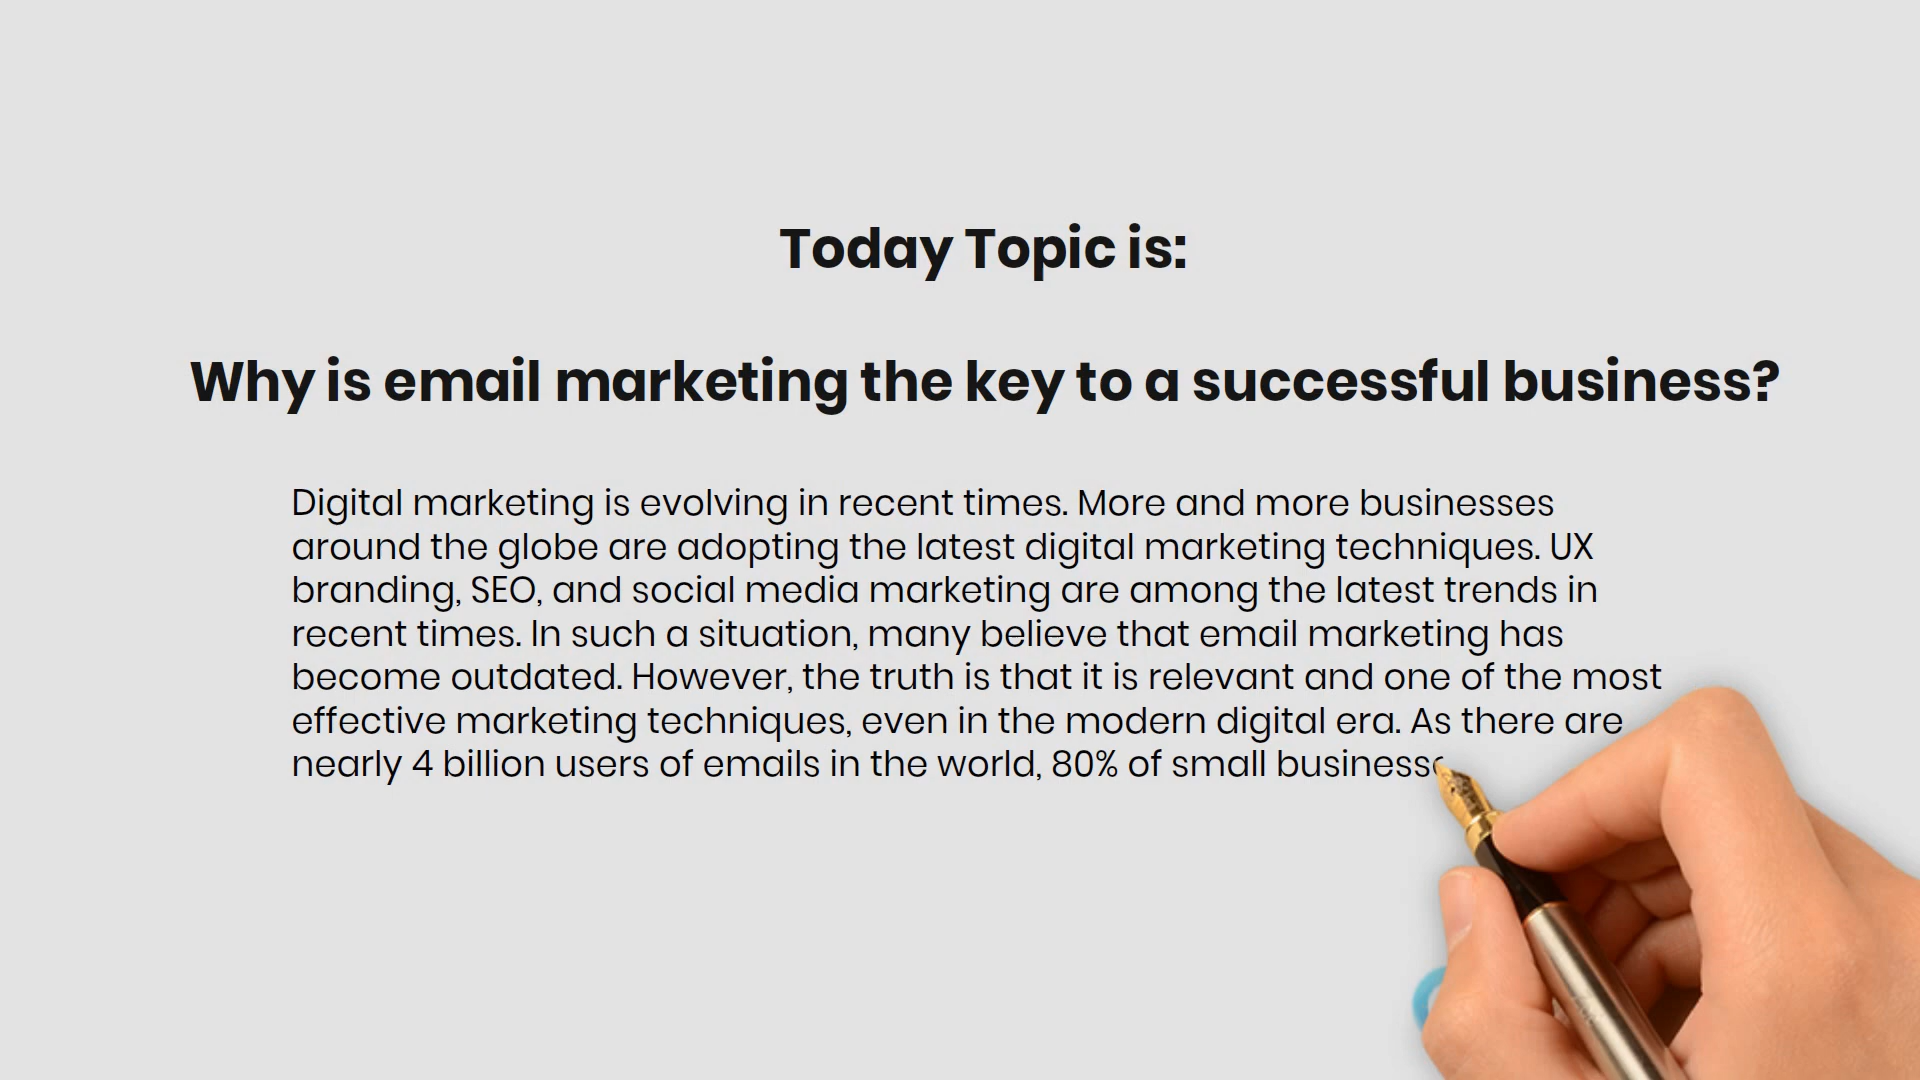 Today Topic is:
Why is email marketing the key to a successful business?
Digital marketing is evolving in recent times. More and more businesses
around the globe are adopting the latest digital marketing techniques. UX
branding, SEO, and social media marketing are among the latest trends in
recent times. In such a situation, many believe that email marketing has
become outdated. However, the truth is that it is relevant and one of the most
effective marketing techniques, even in the modern digital era. As there are
nearly 4 billion users of emails in the world, 80% of small business